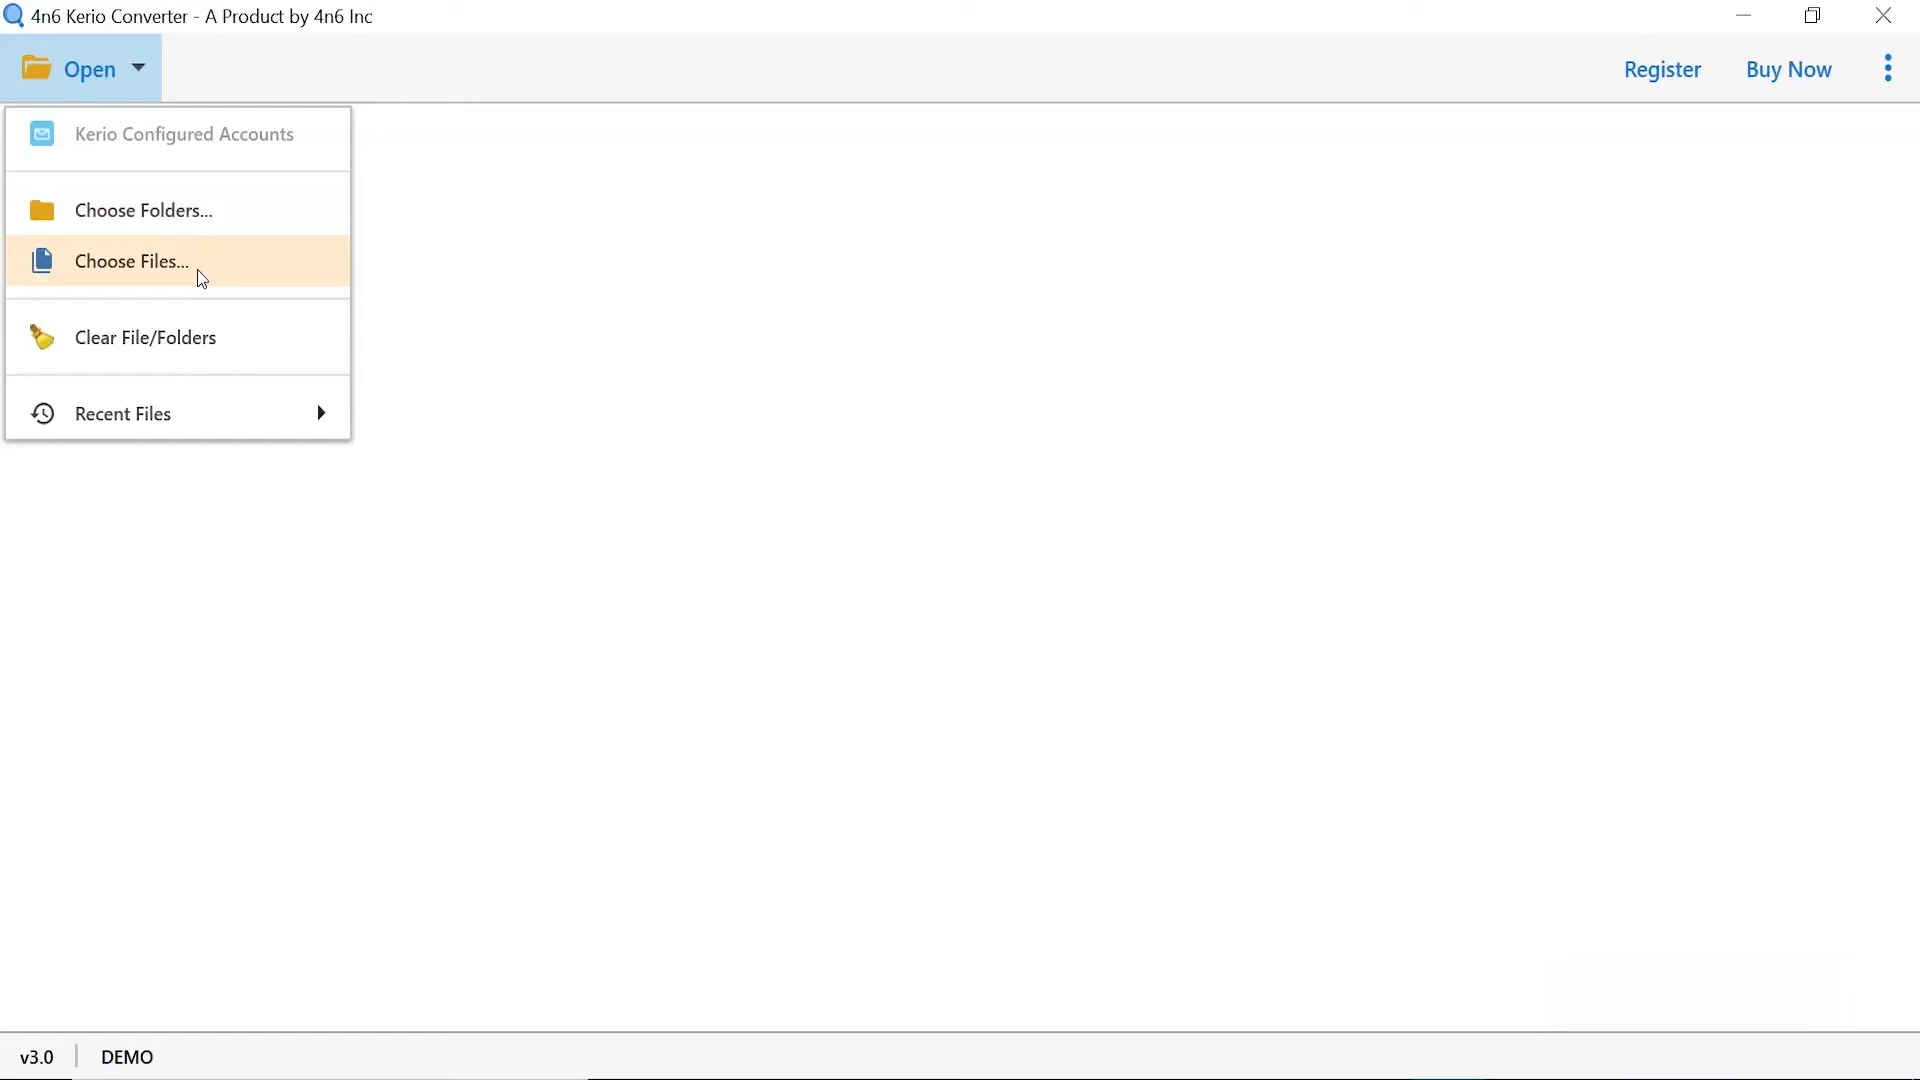 4n6 Kerio Converter - A Product by 4n6 Inc
Open
Register
Buy Now
Kerio Configured Accounts
Choose Folders...
Choose Files...
Clear File/Folders
Recent Files
v3.0
DEMO